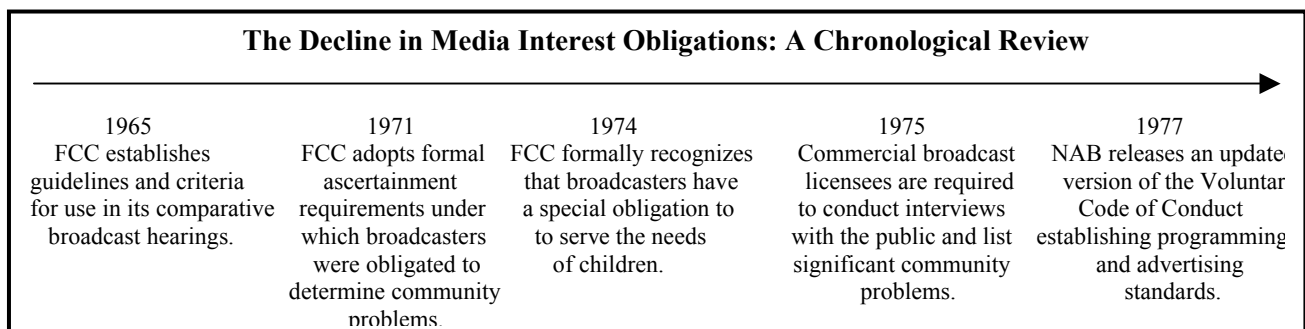 The Decline in Media Interest Obligations: A Chronological Review
1965
FCC establishes
guidelines and criteria
for use in its comparative
broadcast hearings.
1971
FCC adopts formal
ascertainment
requirements under
which broadcasters
were obligated to
determine community
problems.
1974
FCC formally recognizes
that broadcasters have
a special obligation to
to serve the needs
of children.
1975
Commercial broadcast
licensees are required
to conduct interviews
with the public and list
significant community
problems.
1977
NAB releases an update
version of the Voluntar
Code of Conduct
establishing programming
and advertising
standards.